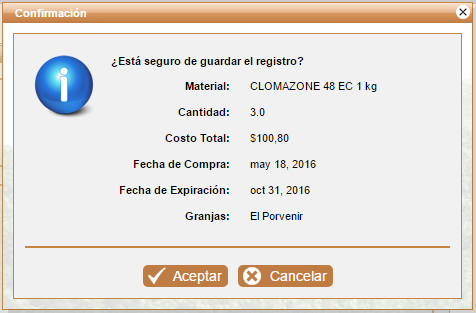 Confirmación
¿Está seguro de guardar el registro?
Material: CLOMAZONE 48 EC 1 kg
Cantidad: 3.0
Costo Total: $100,80
Fecha de Compra: may 18, 2016
Fecha de Expiración: oct 31, 2016
Granjas: El Porvenir
Aceptar Cancelar